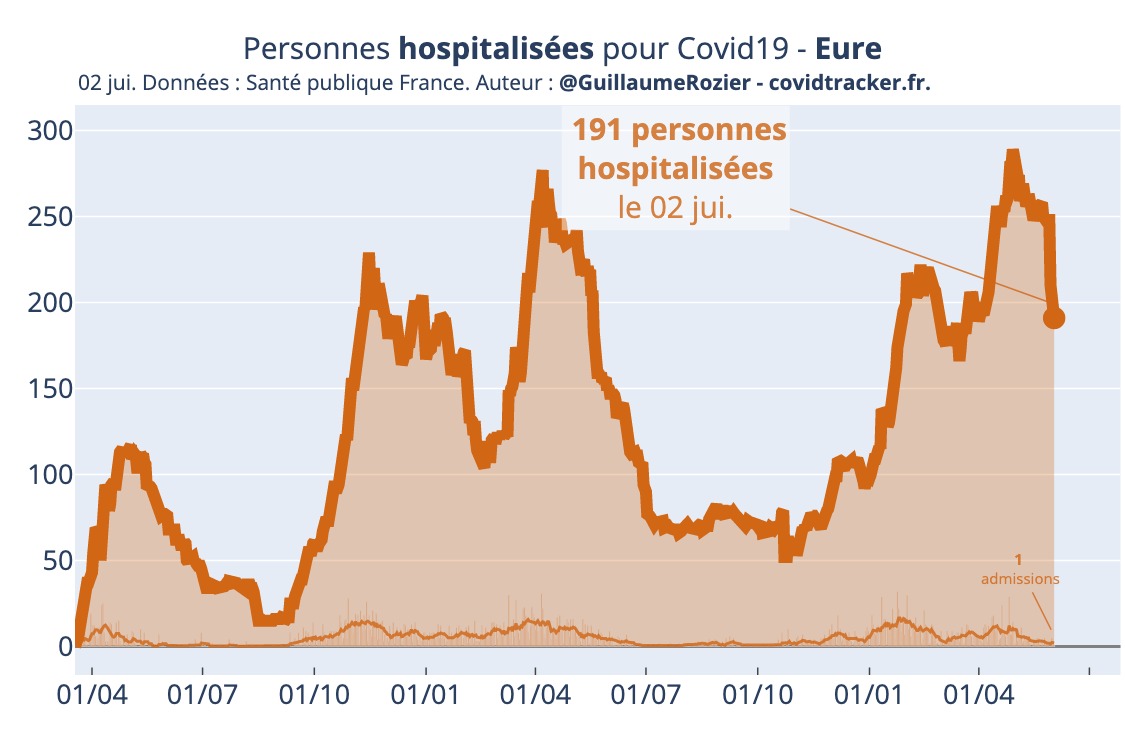 Personnes hospitalisées pour Covid19 - Eure
02 jui. Données : Santé publique France. Auteur : @GuillaumeRozier - covidtracker.fr.
300
191 personnes
hospitalisées
le 02 jui.
250
200
150
100
50
1
admissions
0
01/04 01/07 01/10 01/01 01/04 01/07 01/10 01/01 01/04